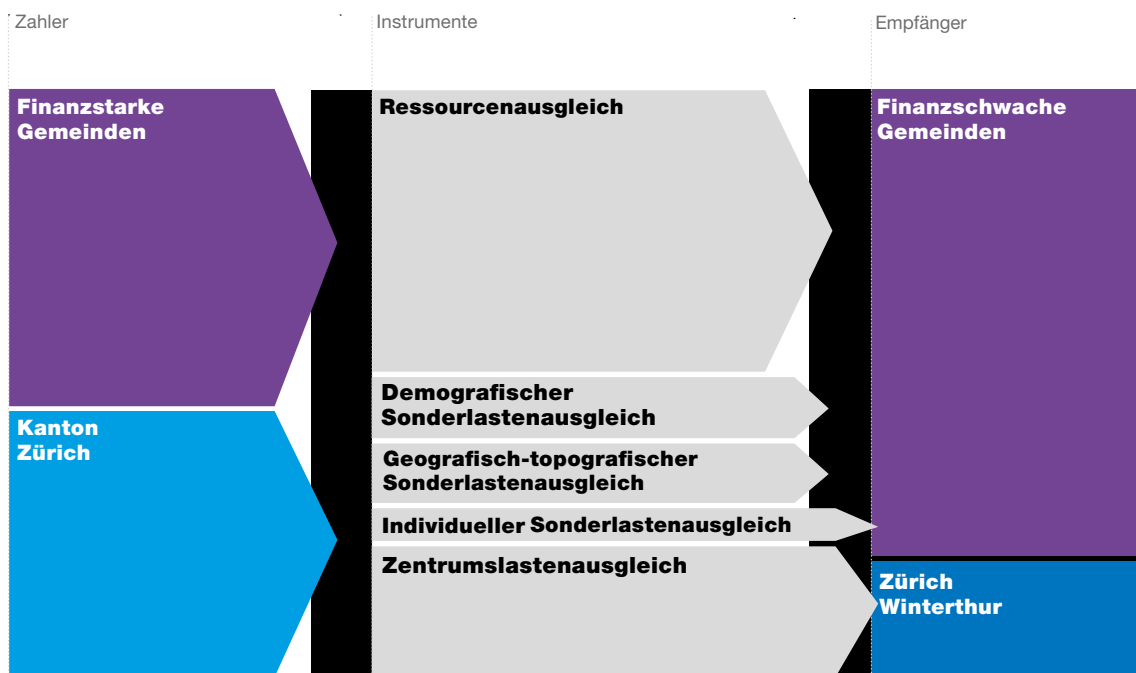 Zahler
Instrumente
Empfänger
Finanzstarke
Gemeinden
Ressourcenausgleich
Finanzschwache
Gemeinden
Demografischer
Sonderlastenausgleich
Kanton
Zürich
Geografisch-topografischer
Sonderlastenausgleich
Individueller Sonderlastenausgleich
Zentrumslastenausgleich
Zürich
Winterthur